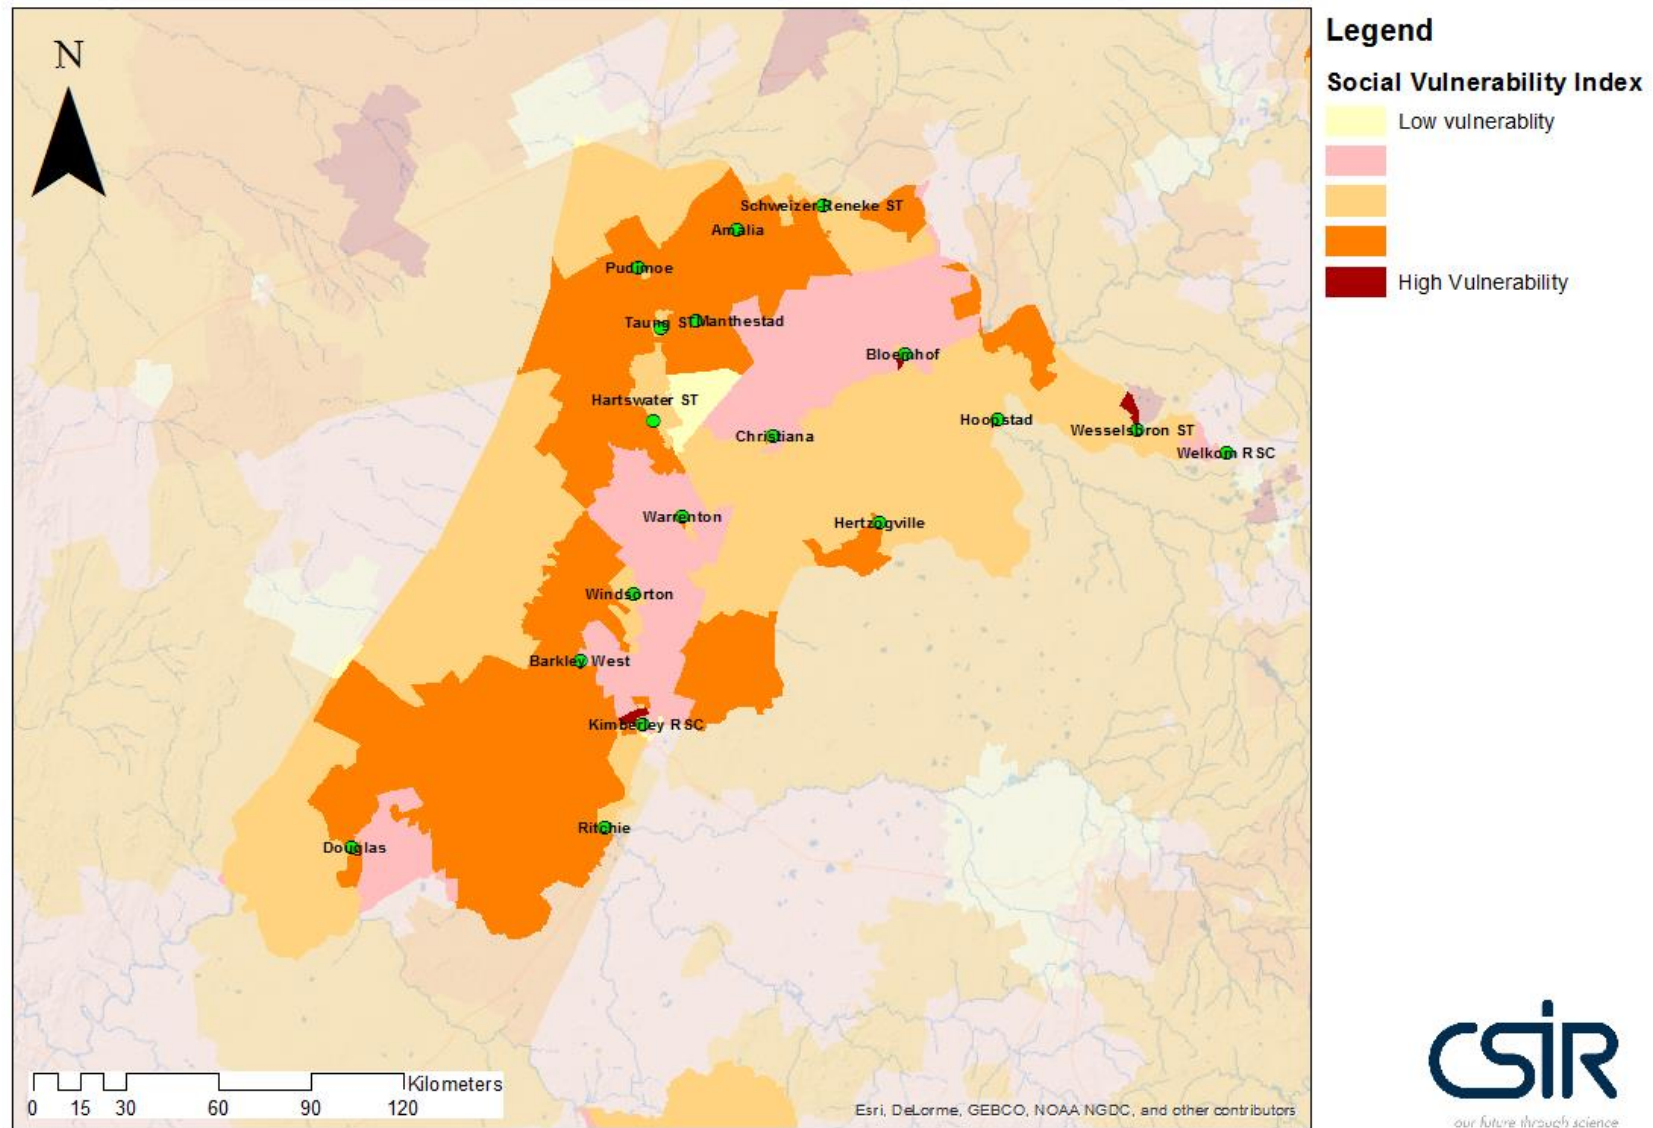 N
Schweizer-Reneke ST
Amalia
Pudimoe
Taung ST
Manthestad
Bloemhof
Hartswater ST
Christiana
Hoopstad
Wesselsbron ST
Welkom RSC
Warrenton
Hertzogville
Windsorton
Barkley West
Kimberley RSC
Ritchie
Douglas
Kilometers
0 15 30 60 90 120
Esri, DeLorme, GEBCO, NOAA NGDC, and other contributors
Legend
Social Vulnerability Index
Low vulnerablity
High Vulnerability
CSIR
our future through science